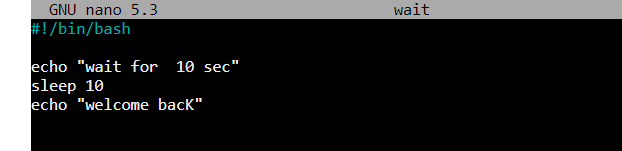 GNU nano 5.3 wait
#!/bin/bash
echo "wait for  10 sec"
sleep 10
echo "welcome bacK"